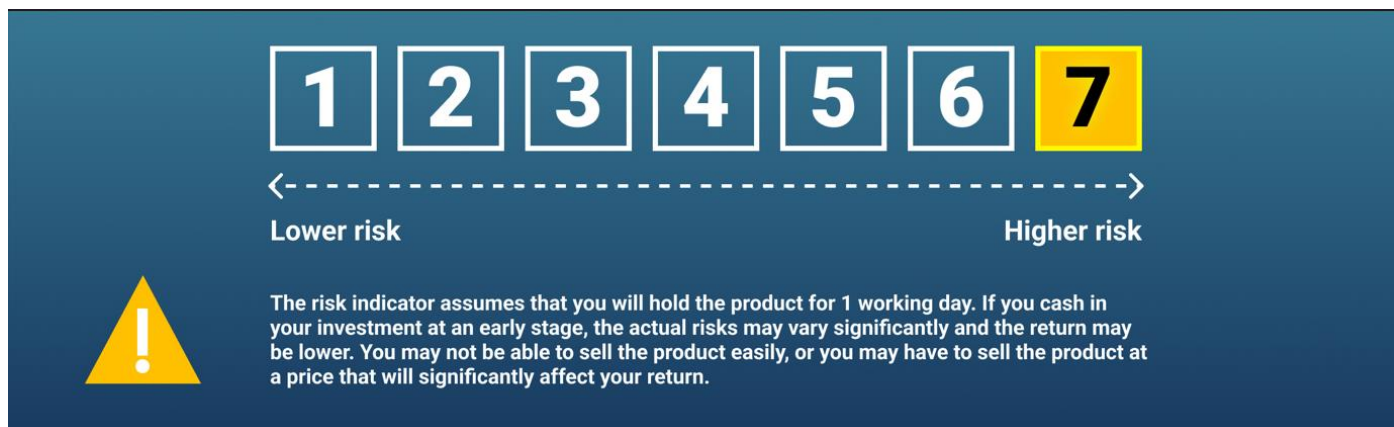 1 2 3 4 5 6 7
Lower risk Higher risk
!
The risk indicator assumes that you will hold the product for 1 working day. If you cash in
your investment at an early stage, the actual risks may vary significantly and the return may
be lower. You may not be able to sell the product easily, or you may have to sell the product at
a price that will significantly affect your return.